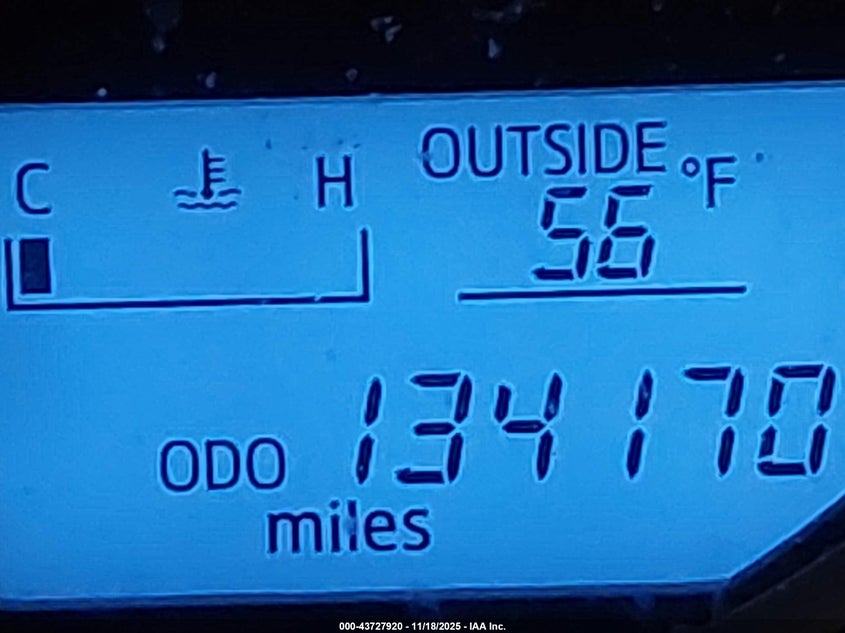 C H
OUTSIDE °F
56
ODO 134170
miles
000-43727920 - 11/18/2025 - IAA Inc.